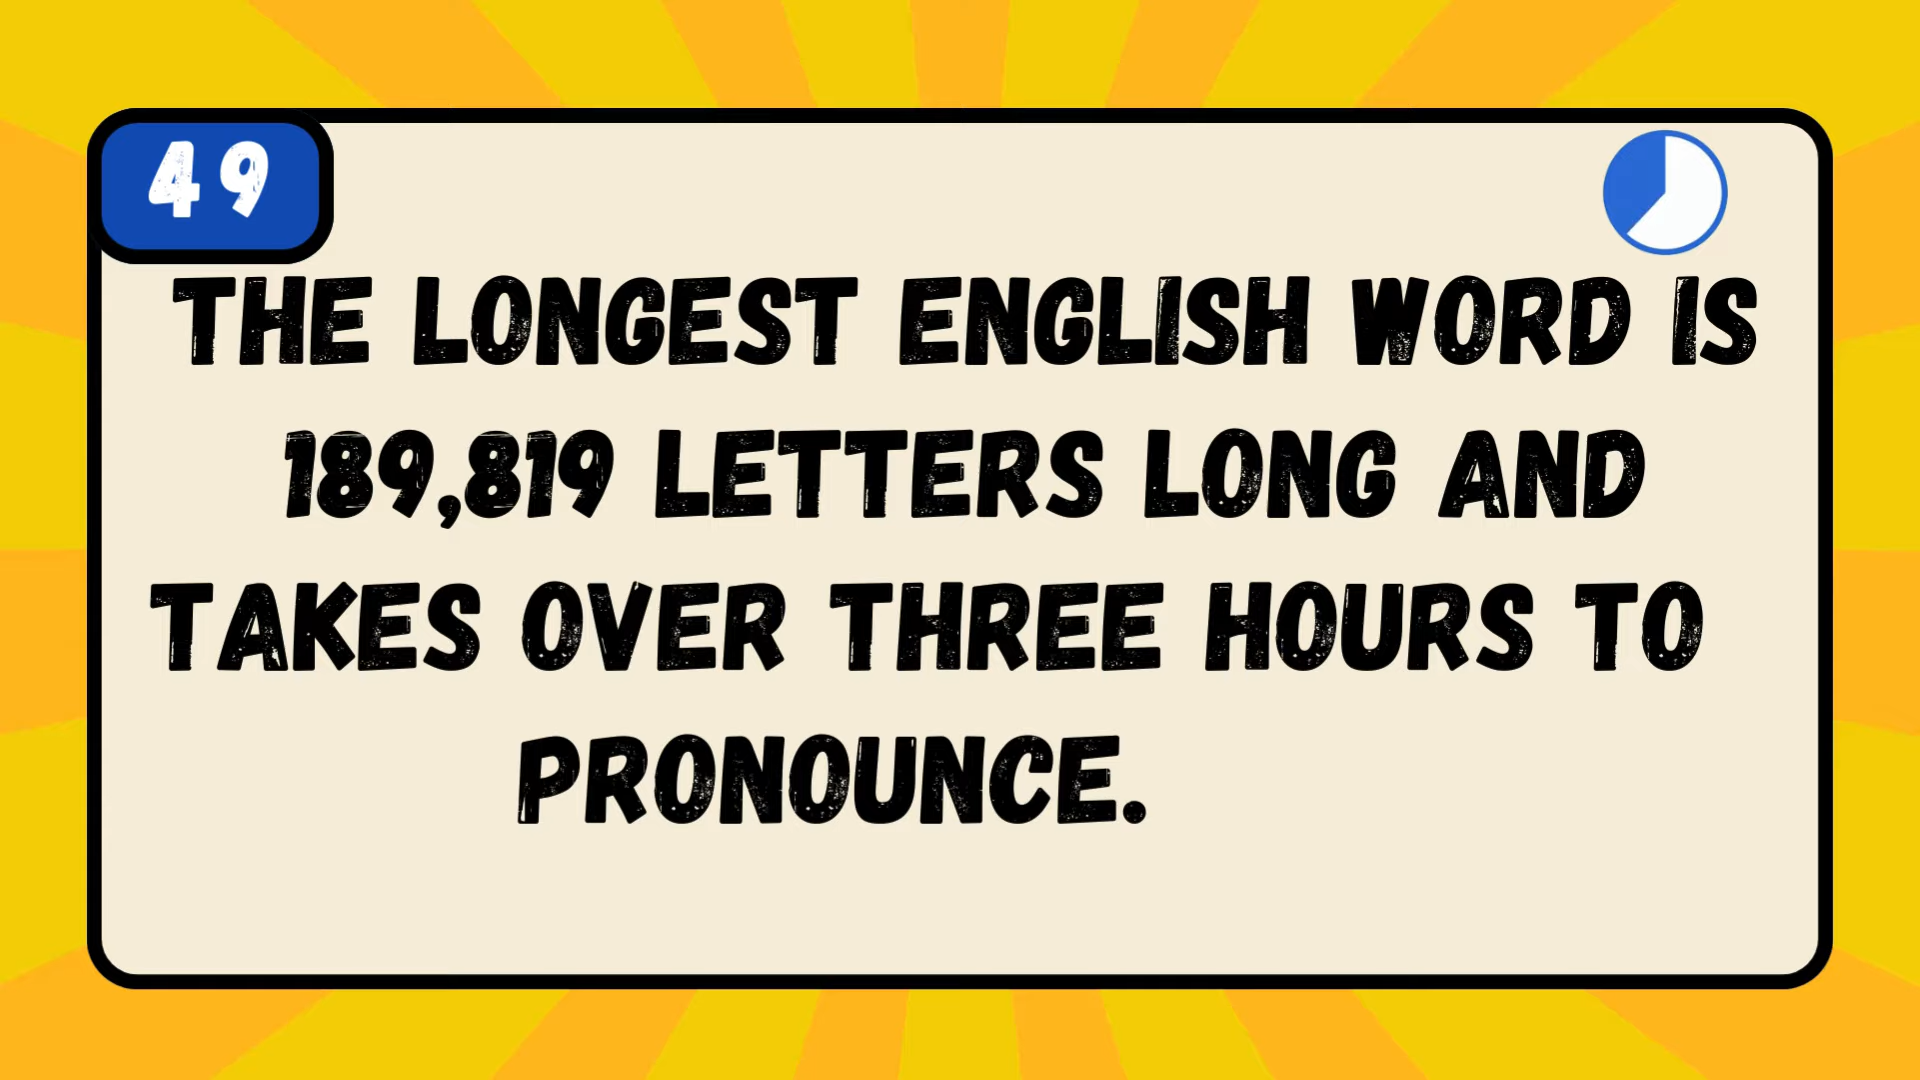 49
THE LONGEST ENGLISH WORD IS
189,819 LETTERS LONG AND
TAKES OVER THREE HOURS TO
PRONOUNCE.